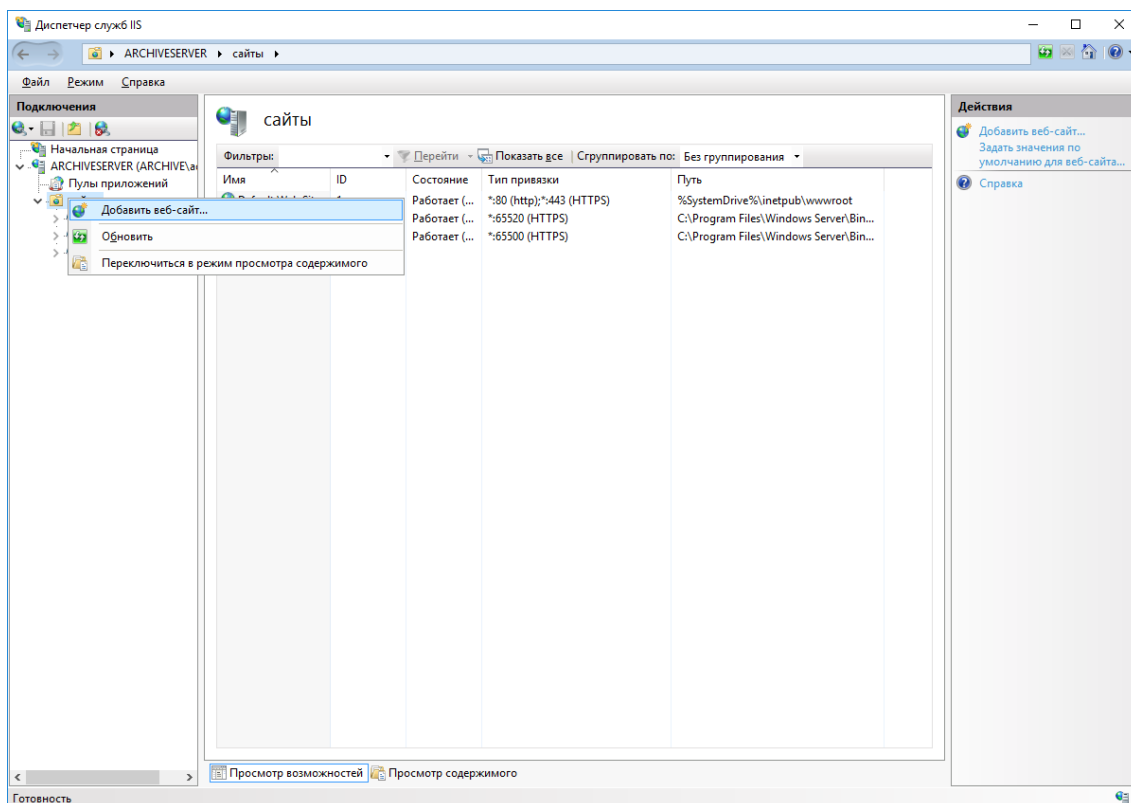 Диспетчер служб IIS
ARCHIVESERVER
сайты
Файл Режим Справка
Подключения
Начальная страница
ARCHIVESERVER (ARCHIVE\
Пулы приложений
Добавить веб-сайт...
Обновить
Переключиться в режим просмотра содержимого
сайты
Фильтры: Перейти Показать все Сгруппировать по: Без группирования
Имя ID Состояние Тип привязки Путь
Работает (... *:80 (http);*:443 (HTTPS) %SystemDrive%\inetpub\wwwroot
Работает (... *:65520 (HTTPS) C:\Program Files\Windows Server\Bin...
Работает (... *:65500 (HTTPS) C:\Program Files\Windows Server\Bin...
Просмотр возможностей Просмотр содержимого
Действия
Добавить веб-сайт...
Задать значения по
умолчанию для веб-сайта...
Справка
Готовность